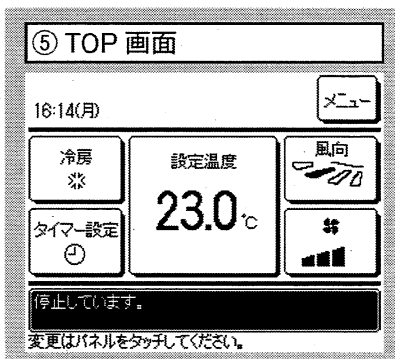 ⑤ TOP 画面
16:14(月)
メニュー
冷房
設定温度
風向
23.0℃
タイマー設定
停止しています。
変更はパネルをタッチしてください。